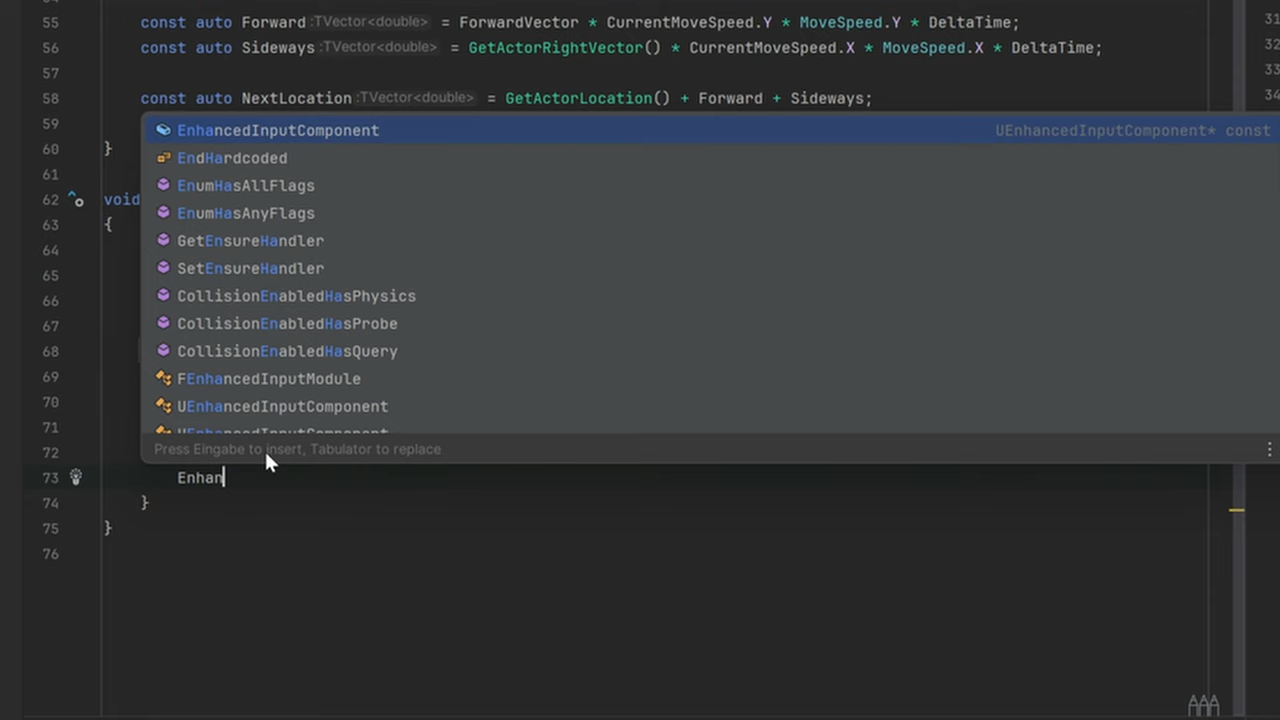 54
55 const auto Forward :TVector<double> = ForwardVector * CurrentMoveSpeed.Y * MoveSpeed.Y * DeltaTime;
56 const auto Sideways :TVector<double> = GetActorRightVector() * CurrentMoveSpeed.X * MoveSpeed.X * DeltaTime;
57
58 const auto NextLocation :TVector<double> = GetActorLocation() + Forward + Sideways;
59
EnhancedInputComponent UEnhancedInputComponent* const
60 }
EndHardcoded
61
EnumHasAllFlags
62 void
EnumHasAnyFlags
63 {
GetEnsureHandler
64
SetEnsureHandler
65
CollisionEnabledHasPhysics
66
CollisionEnabledHasProbe
67
CollisionEnabledHasQuery
68
FEnhancedInputModule
69
UEnhancedInputComponent
70
UEnhancedInputComponent
71
Press Eingabe to insert, Tabulator to replace
72
73 Enhan
74 }
75 }
76
31
32
33
34